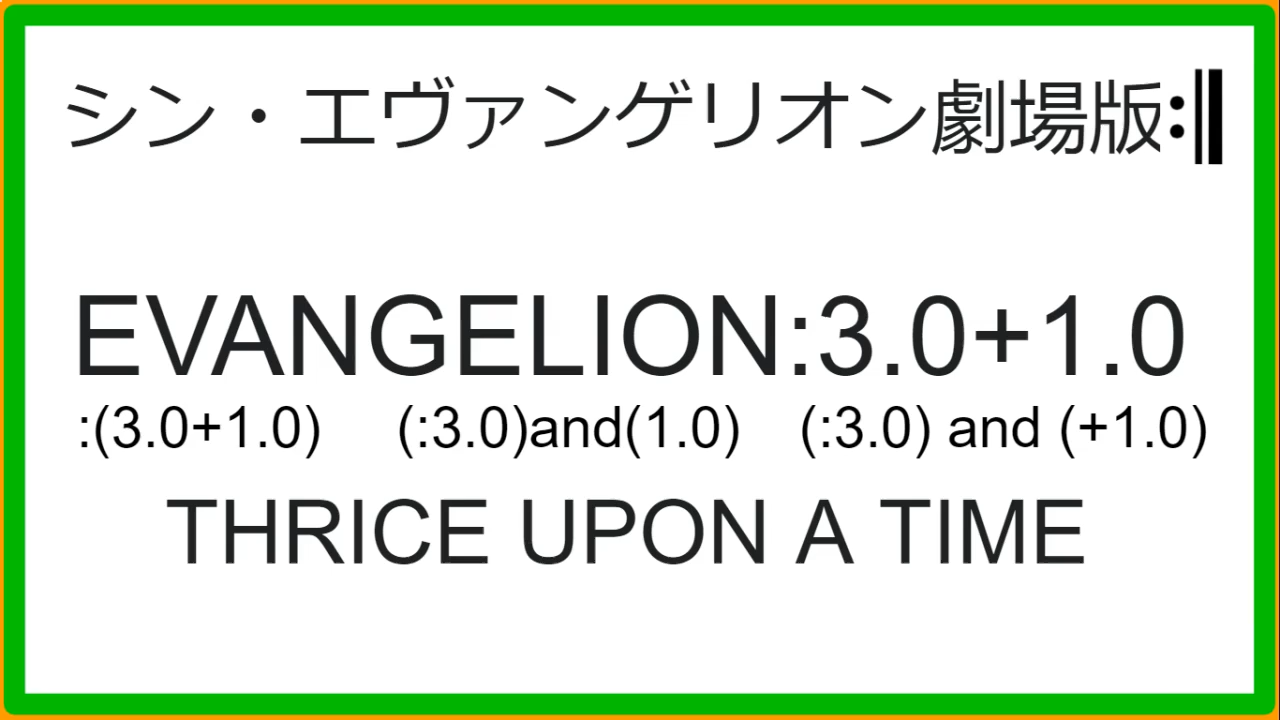 シン・エヴァンゲリオン劇場版𝄇
EVANGELION:3.0+1.0
:(3.0+1.0) (:3.0)and(1.0) (:3.0) and (+1.0)
THRICE UPON A TIME